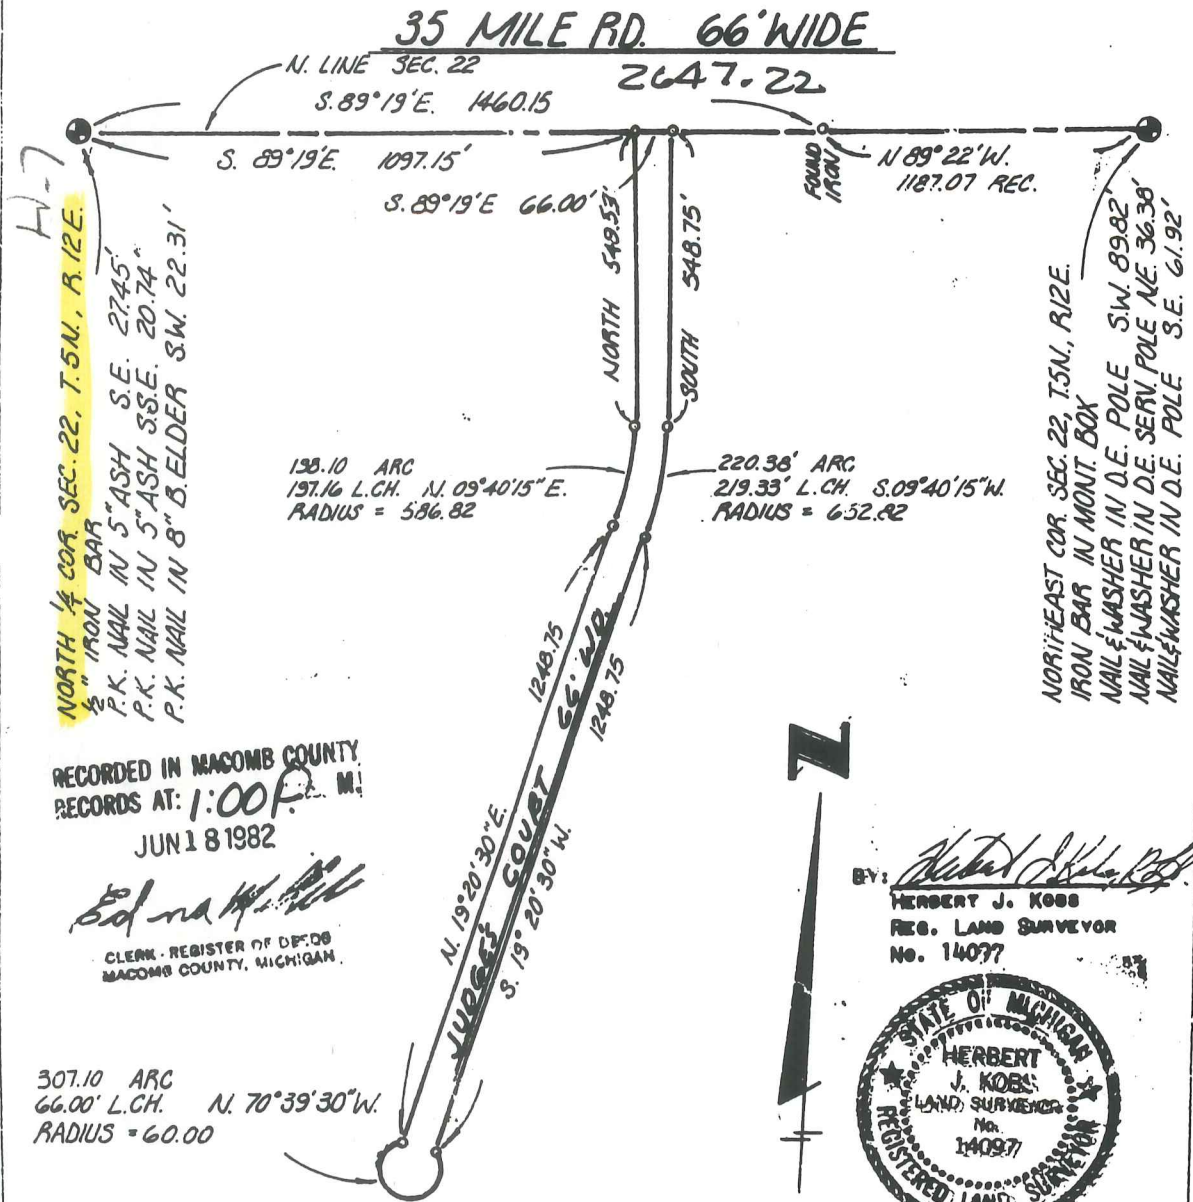 35 MILE RD. 66' WIDE
N. LINE SEC. 22
2647.22
S. 89°19'E. 1460.15
S. 89°19'E 1097.15'
FOUND IRON
N 89°22'W.
1187.07 REC.
S. 89°19'E 66.00'
NORTH 549.53'
SOUTH 548.75'
NORTH 1/4 COR. SEC. 22, T.5N., R.12E.
1/2" IRON BAR
P.K. NAIL IN 5" ASH S.E. 27.45'
P.K. NAIL IN 5" ASH S.S.E. 20.74"
P.K. NAIL IN 8" B. ELDER S.W. 22.31'
NORTHEAST COR. SEC. 22, T.5N., R12E.
IRON BAR IN MONT. BOX
NAIL & WASHER IN D.E. POLE S.W. 89.82'
NAIL & WASHER IN D.E. SERV. POLE NE. 36.38'
NAIL & WASHER IN D.E. POLE S.E. 61.92'
198.10 ARC
197.16 L.CH. N. 09°40'15"E.
RADIUS = 586.82
220.38' ARC
219.33' L.CH. S.09°40'15"W.
RADIUS = 652.82
1248.75
66' WD.
1248.75
N. 19°20'30"E.
JUDGES COURT
S. 19°20'30"W.
RECORDED IN MACOMB COUNTY
RECORDS AT: 1:00 P. M.
JUN 18 1982
Edna
CLERK - REGISTER OF DEEDS
MACOMB COUNTY, MICHIGAN
307.10 ARC
66.00' L.CH. N. 70°39'30"W.
RADIUS = 60.00
Z
BY: Herbert J. Kobs, RLS
HERBERT J. KOBS
REG. LAND SURVEYOR
No. 14097
STATE OF MICHIGAN
HERBERT
J. KOBS
LAND SURVEYOR
No.
14097
REGISTERED LAND SURVEYOR